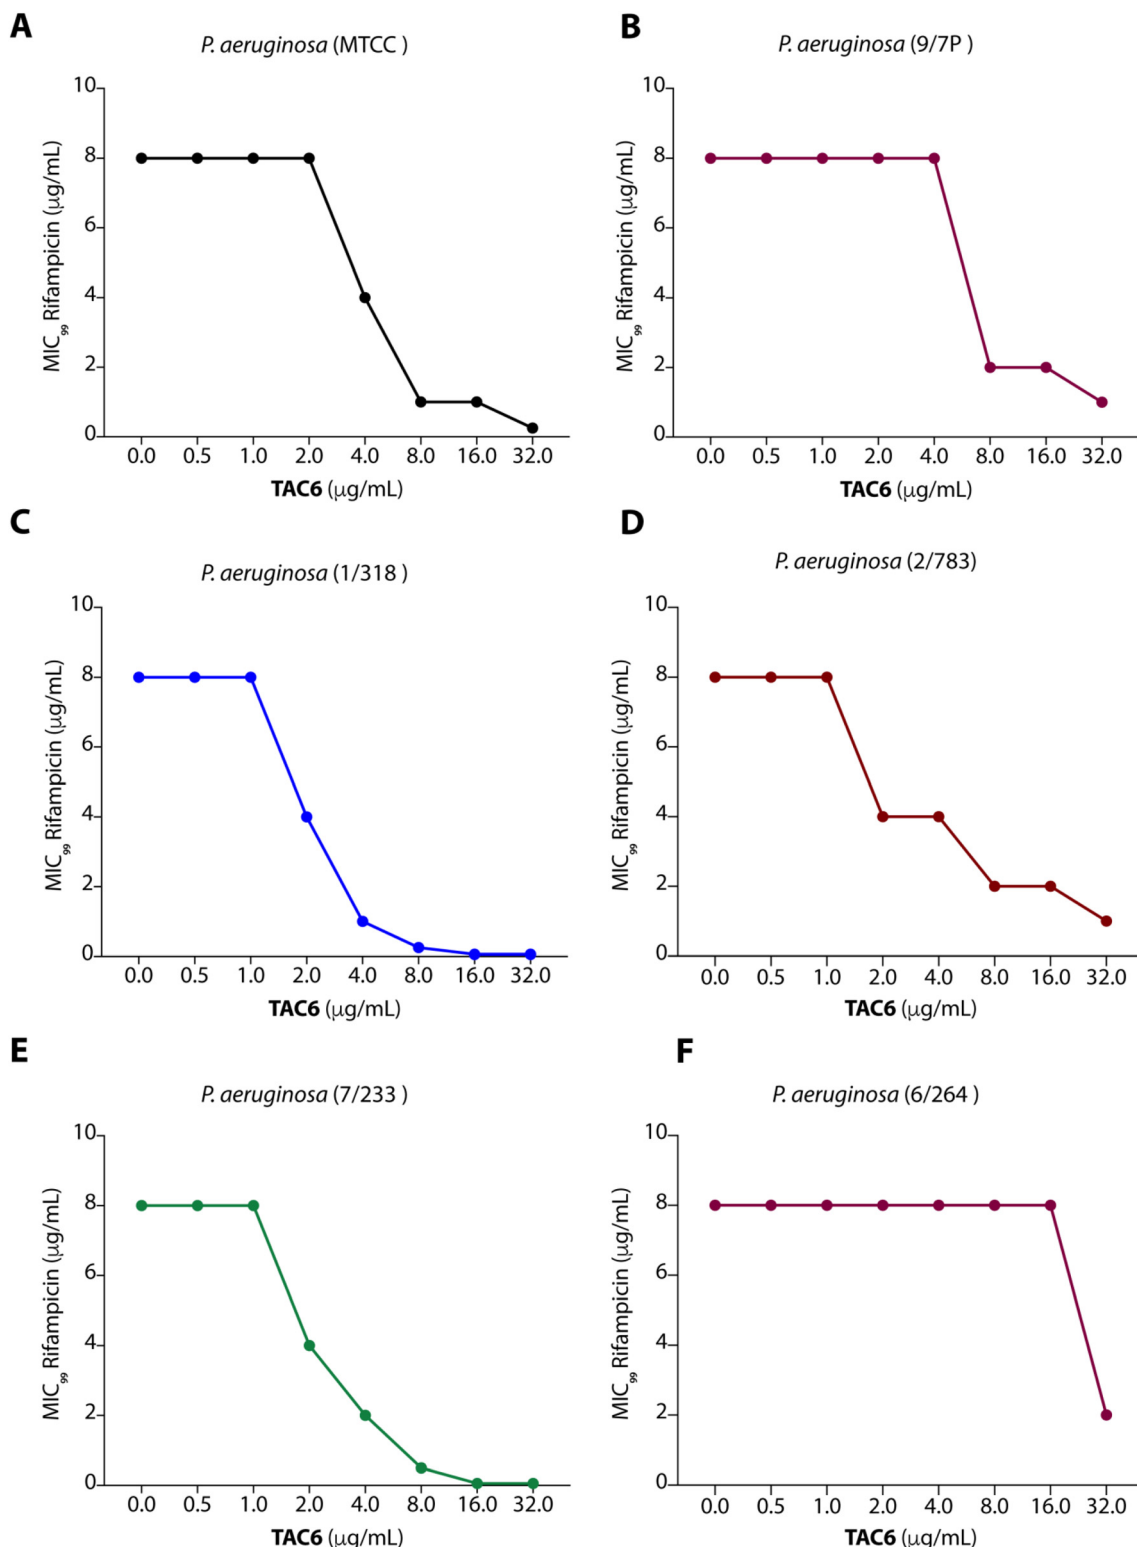 A
P. aeruginosa (MTCC )
MIC99 Rifampicin (μg/mL)
10
8
6
4
2
0
0.0 0.5 1.0 2.0 4.0 8.0 16.0 32.0
TAC6 (μg/mL)
B
P. aeruginosa (9/7P )
MIC99 Rifampicin (μg/mL)
10
8
6
4
2
0
0.0 0.5 1.0 2.0 4.0 8.0 16.0 32.0
TAC6 (μg/mL)
C
P. aeruginosa (1/318 )
MIC99 Rifampicin (μg/mL)
10
8
6
4
2
0
0.0 0.5 1.0 2.0 4.0 8.0 16.0 32.0
TAC6 (μg/mL)
D
P. aeruginosa (2/783)
MIC99 Rifampicin (μg/mL)
10
8
6
4
2
0
0.0 0.5 1.0 2.0 4.0 8.0 16.0 32.0
TAC6 (μg/mL)
E
P. aeruginosa (7/233 )
MIC99 Rifampicin (μg/mL)
10
8
6
4
2
0
0.0 0.5 1.0 2.0 4.0 8.0 16.0 32.0
TAC6 (μg/mL)
F
P. aeruginosa (6/264 )
MIC99 Rifampicin (μg/mL)
10
8
6
4
2
0
0.0 0.5 1.0 2.0 4.0 8.0 16.0 32.0
TAC6 (μg/mL)